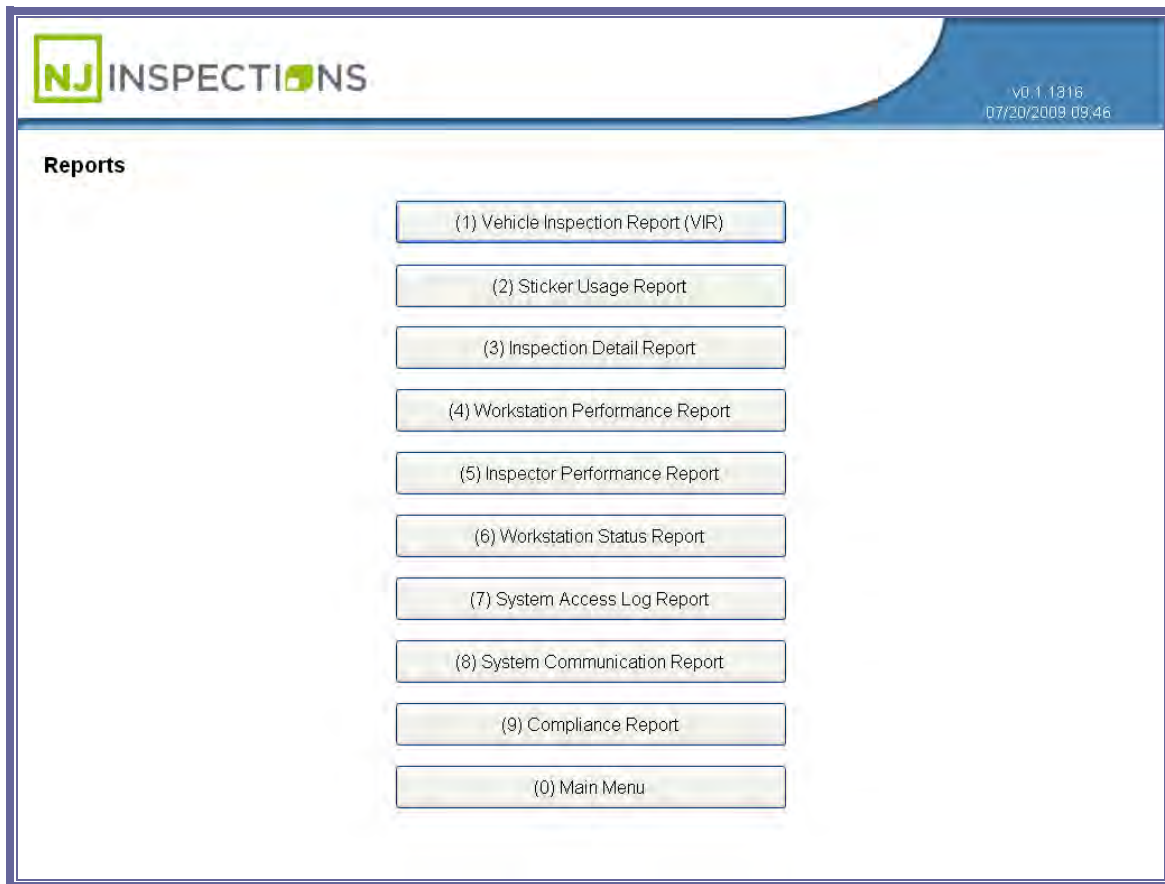 NJ INSPECTIONS
v0.1.1316
07/20/2009 09:46
Reports
(1) Vehicle Inspection Report (VIR)
(2) Sticker Usage Report
(3) Inspection Detail Report
(4) Workstation Performance Report
(5) Inspector Performance Report
(6) Workstation Status Report
(7) System Access Log Report
(8) System Communication Report
(9) Compliance Report
(0) Main Menu